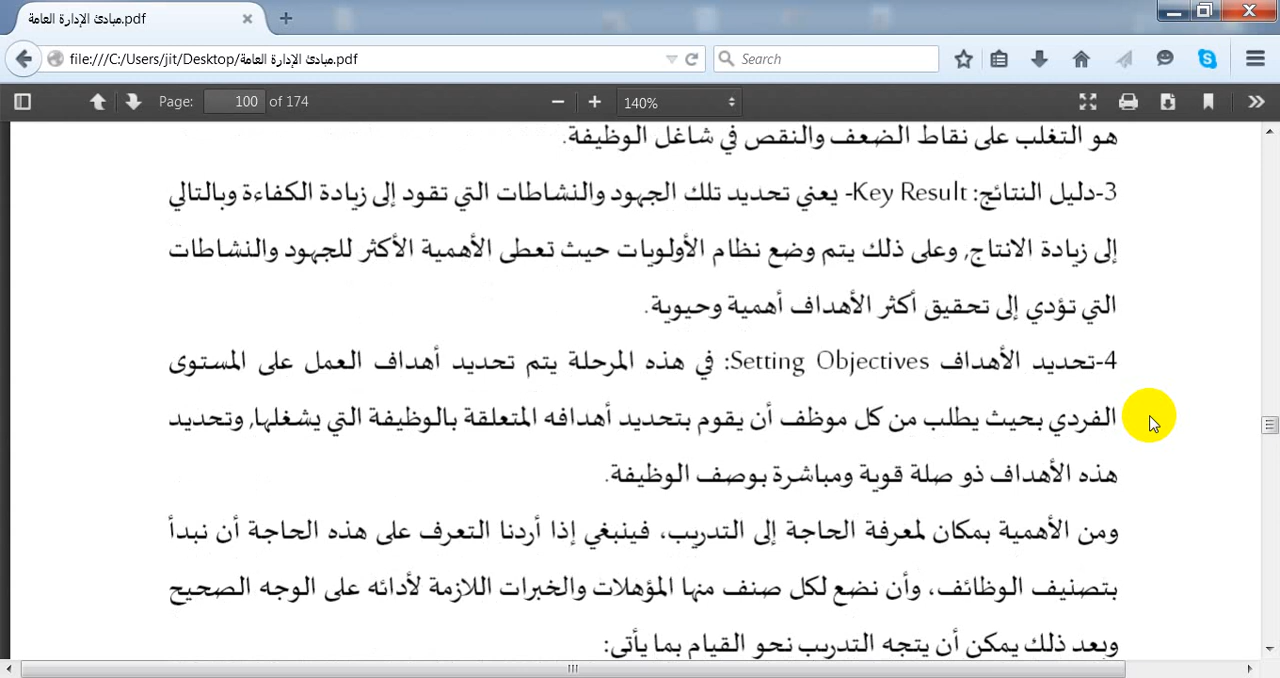 مبادئ الإدارة العامة.pdf
file:///C:/Users/jit/Desktop/مبادئ الإدارة العامة.pdf
Search
Page: 100 of 174
140%
هو التغلب على نقاط الضعف والنقص في شاغل الوظيفة.
3-دليل النتائج: Key Result- يعني تحديد تلك الجهود والنشاطات التي تقود إلى زيادة الكفاءة وبالتالي
إلى زيادة الانتاج, وعلى ذلك يتم وضع نظام الأولويات حيث تعطى الأهمية الأكثر للجهود والنشاطات
التي تؤدي إلى تحقيق أكثر الأهداف أهمية وحيوية.
4-تحديد الأهداف Setting Objectives: في هذه المرحلة يتم تحديد أهداف العمل على المستوى
الفردي بحيث يطلب من كل موظف أن يقوم بتحديد أهدافه المتعلقة بالوظيفة التي يشغلها, وتحديد
هذه الأهداف ذو صلة قوية ومباشرة بوصف الوظيفة.
ومن الأهمية بمكان لمعرفة الحاجة إلى التدريب، فينبغي إذا أردنا التعرف على هذه الحاجة أن نبدأ
بتصنيف الوظائف، وأن نضع لكل صنف منها المؤهلات والخبرات اللازمة لأدائه على الوجه الصحيح
وبعد ذلك يمكن أن يتجه التدريب نحو القيام بما يأتي: